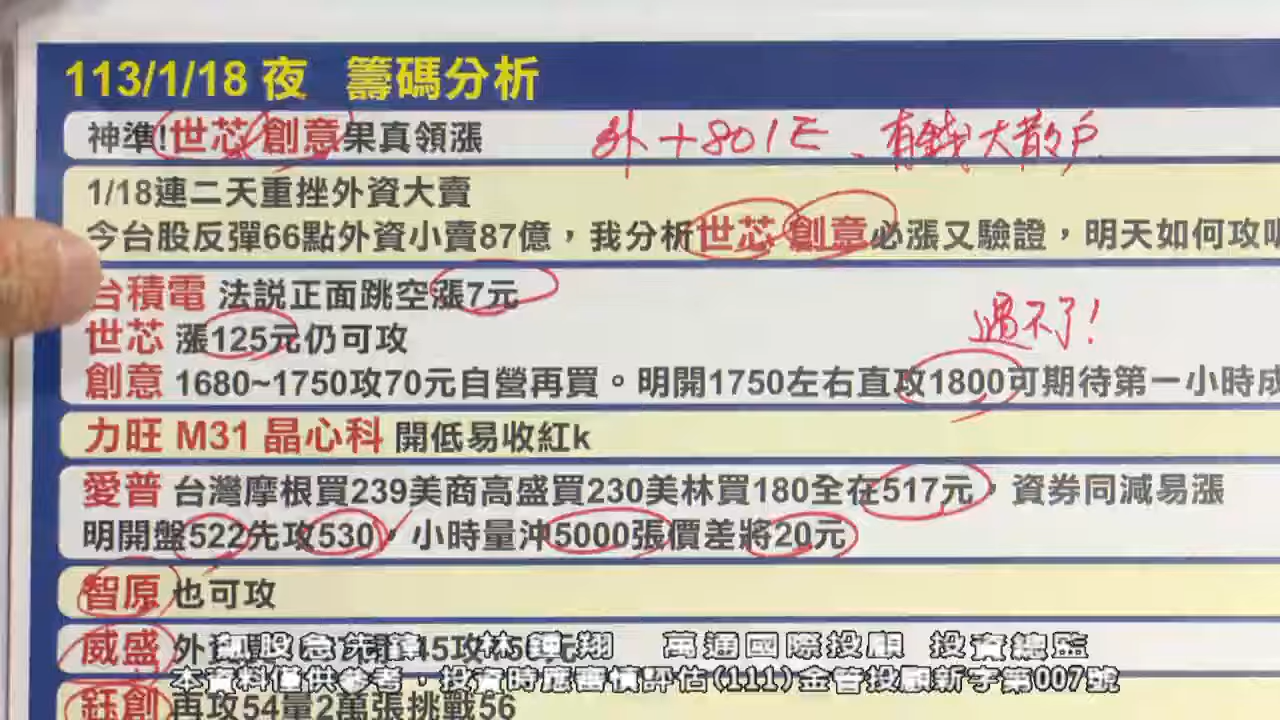 113/1/18 夜 籌碼分析
神準!世芯 創意果真領漲
外+801E、有錢大散戶
1/18連二天重挫外資大賣
今台股反彈66點外資小賣87億，我分析世芯 創意必漲又驗證，明天如何攻
台積電 法說正面跳空漲7元
過不了!
世芯 漲125元仍可攻
創意 1680~1750攻70元自營再買。明開1750左右直攻1800可期待第一小時
力旺 M31 晶心科 開低易收紅k
愛普 台灣摩根買239美商高盛買230美林買180全在517元，資券同減易漲
明開盤522先攻530，小時量沖5000張價差將20元
智原 也可攻
威盛 外資
飆股急先鋒 林鍾翔 萬通國際投顧 投資總監
本資料僅供參考，投資時應審慎評估(111)金管投顧新字第007號
鈺創 再攻54量2萬張挑戰56